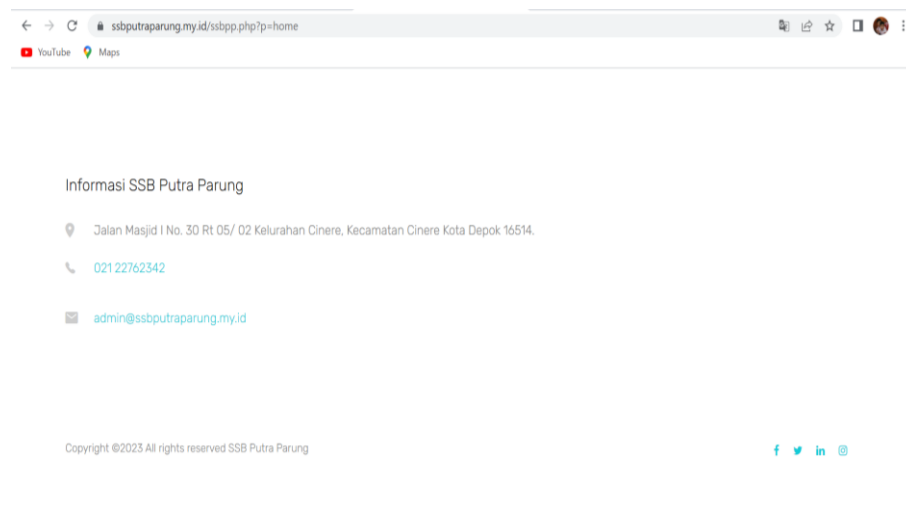 ssbputraparung.my.id/ssbpp.php?p=home
YouTube Maps
Informasi SSB Putra Parung
Jalan Masjid I No. 30 Rt 05/ 02 Kelurahan Cinere, Kecamatan Cinere Kota Depok 16514.
021 22762342
admin@ssbputraparung.my.id
Copyright ©2023 All rights reserved SSB Putra Parung